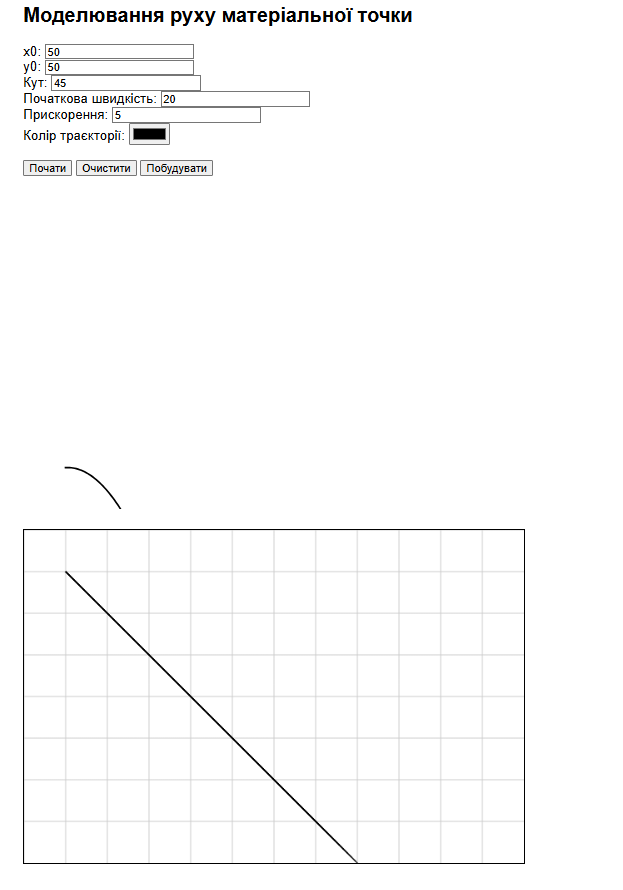 Моделювання руху матеріальної точки
x0: 50
y0: 50
Кут: 45
Початкова швидкість: 20
Прискорення: 5
Колір траєкторії:
Почати Очистити Побудувати